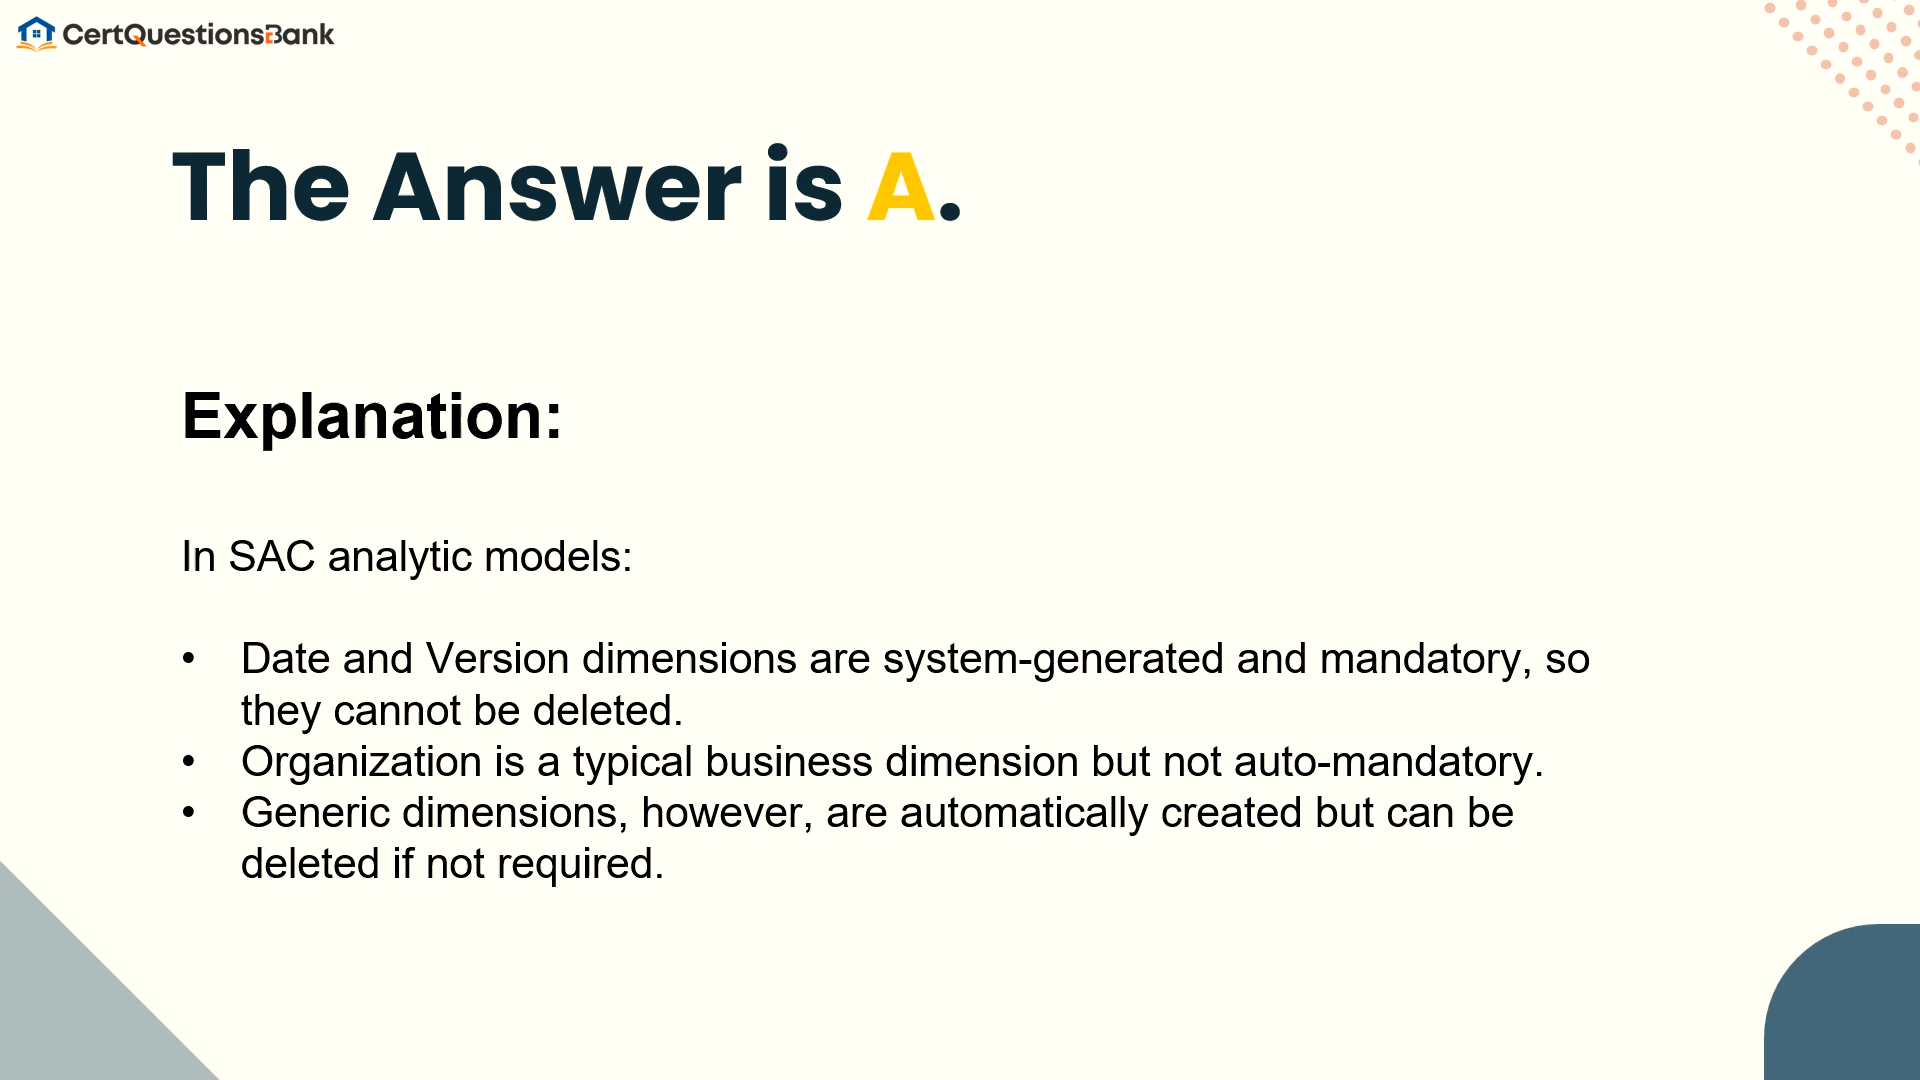 CertQuestionsBank
The Answer is A.
Explanation:
In SAC analytic models:
• Date and Version dimensions are system-generated and mandatory, so
they cannot be deleted.
• Organization is a typical business dimension but not auto-mandatory.
• Generic dimensions, however, are automatically created but can be
deleted if not required.